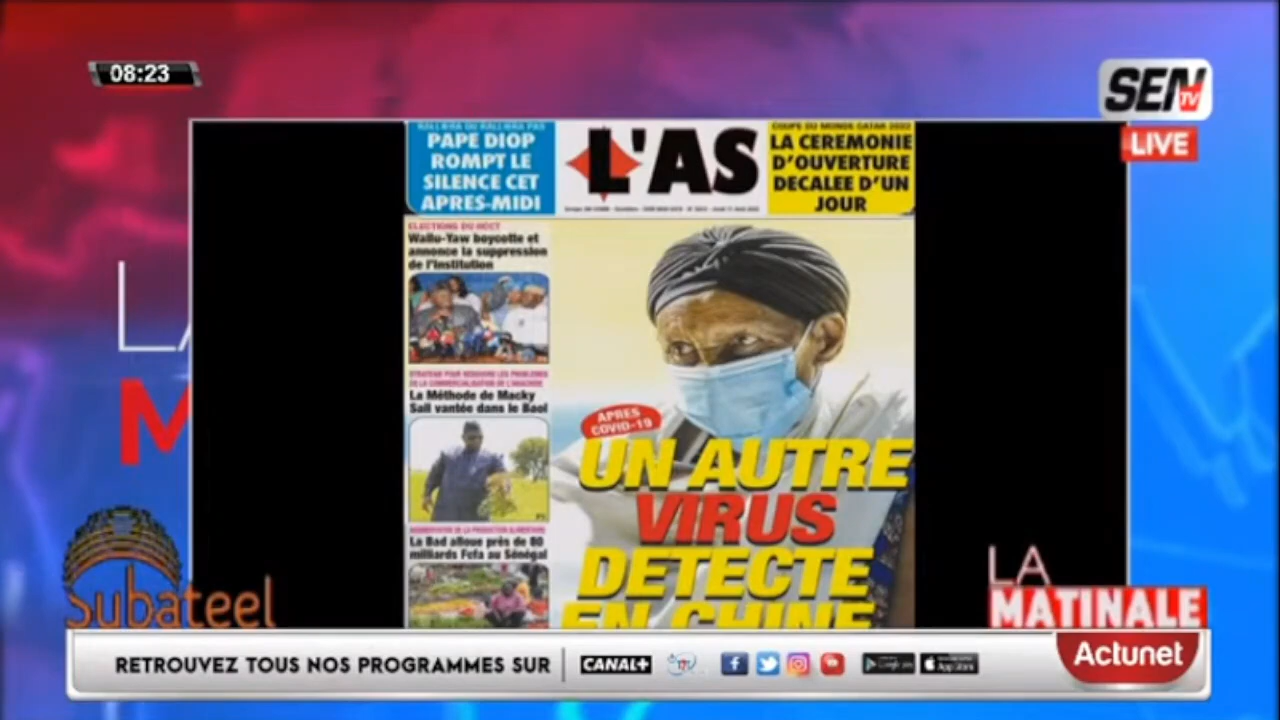 08:23
SEN
TV
LIVE
PAPE DIOP
ROMPT LE
SILENCE CET
APRES-MIDI
L'AS
COUPE DU MONDE QATAR 2022
LA CEREMONIE
D'OUVERTURE
DECALEE D'UN
JOUR
ELECTIONS DU HCCT
Wallu-Yaw boycotte et
annonce la suppression
de l'institution
La Méthode de Macky
Sall vantée dans le Baol
La Bad alloue près de 80
milliards Fcfa au Sénégal
APRES
COVID-19
UN AUTRE
VIRUS
DETECTE
EN CHINE
LA
M
Subateel
LA
MATINALE
RETROUVEZ TOUS NOS PROGRAMMES SUR
CANAL+
Actunet